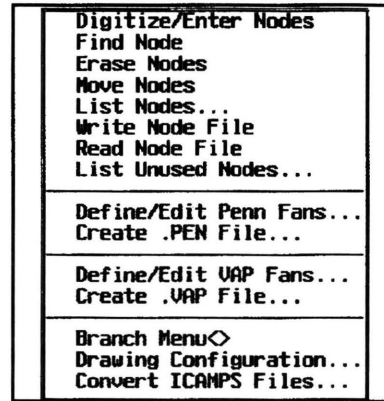 Digitize/Enter Nodes
Find Node
Erase Nodes
Move Nodes
List Nodes...
Write Node File
Read Node File
List Unused Nodes...
Define/Edit Penn Fans...
Create .PEN File...
Define/Edit VAP Fans...
Create .VAP File...
Branch Menu<>
Drawing Configuration...
Convert ICAMPS Files...